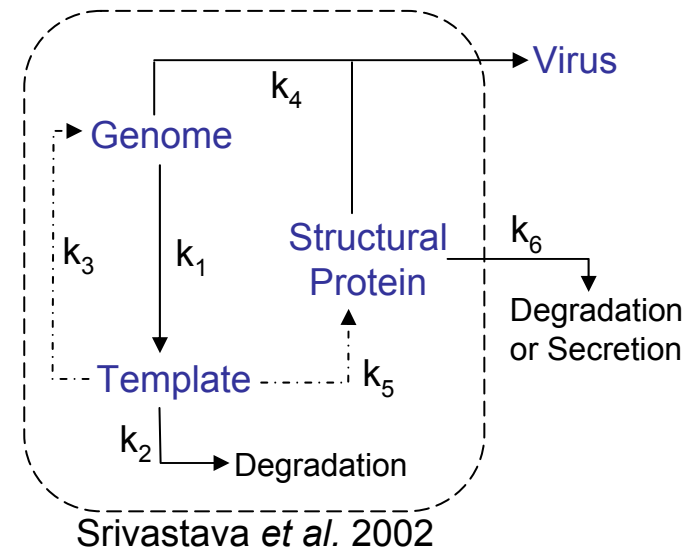 Virus
k₄
Genome
k₃
k₁
Structural
Protein
k₆
Degradation
or Secretion
Template
k₅
k₂
Degradation
Srivastava et al. 2002